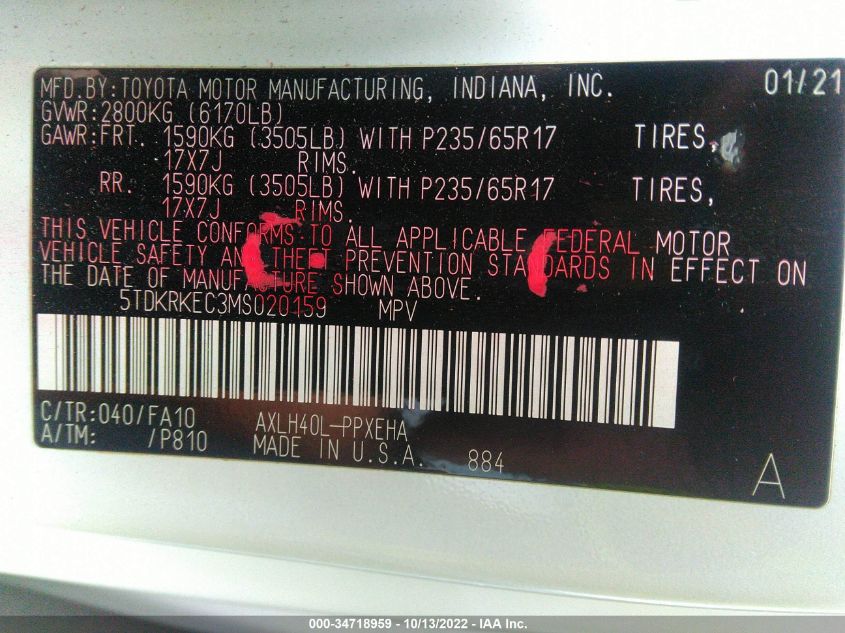 MFD.BY:TOYOTA MOTOR MANUFACTURING, INDIANA, INC. 01/21
GVWR:2800KG (6170LB)
GAWR:FRT. 1590KG (3505LB) WITH P235/65R17 TIRES,
17X7J RIMS.
RR. 1590KG (3505LB) WITH P235/65R17 TIRES,
17X7J RIMS.
THIS VEHICLE CONFORMS TO ALL APPLICABLE FEDERAL MOTOR
VEHICLE SAFETY AND THEFT PREVENTION STANDARDS IN EFFECT ON
THE DATE OF MANUFACTURE SHOWN ABOVE.
5TDKRKEC3MS020159 MPV
C/TR:040/FA10 AXLH40L-PPXEHA
A/TM: /P810 MADE IN U.S.A. 884
A
000-34718959 - 10/13/2022 - IAA Inc.